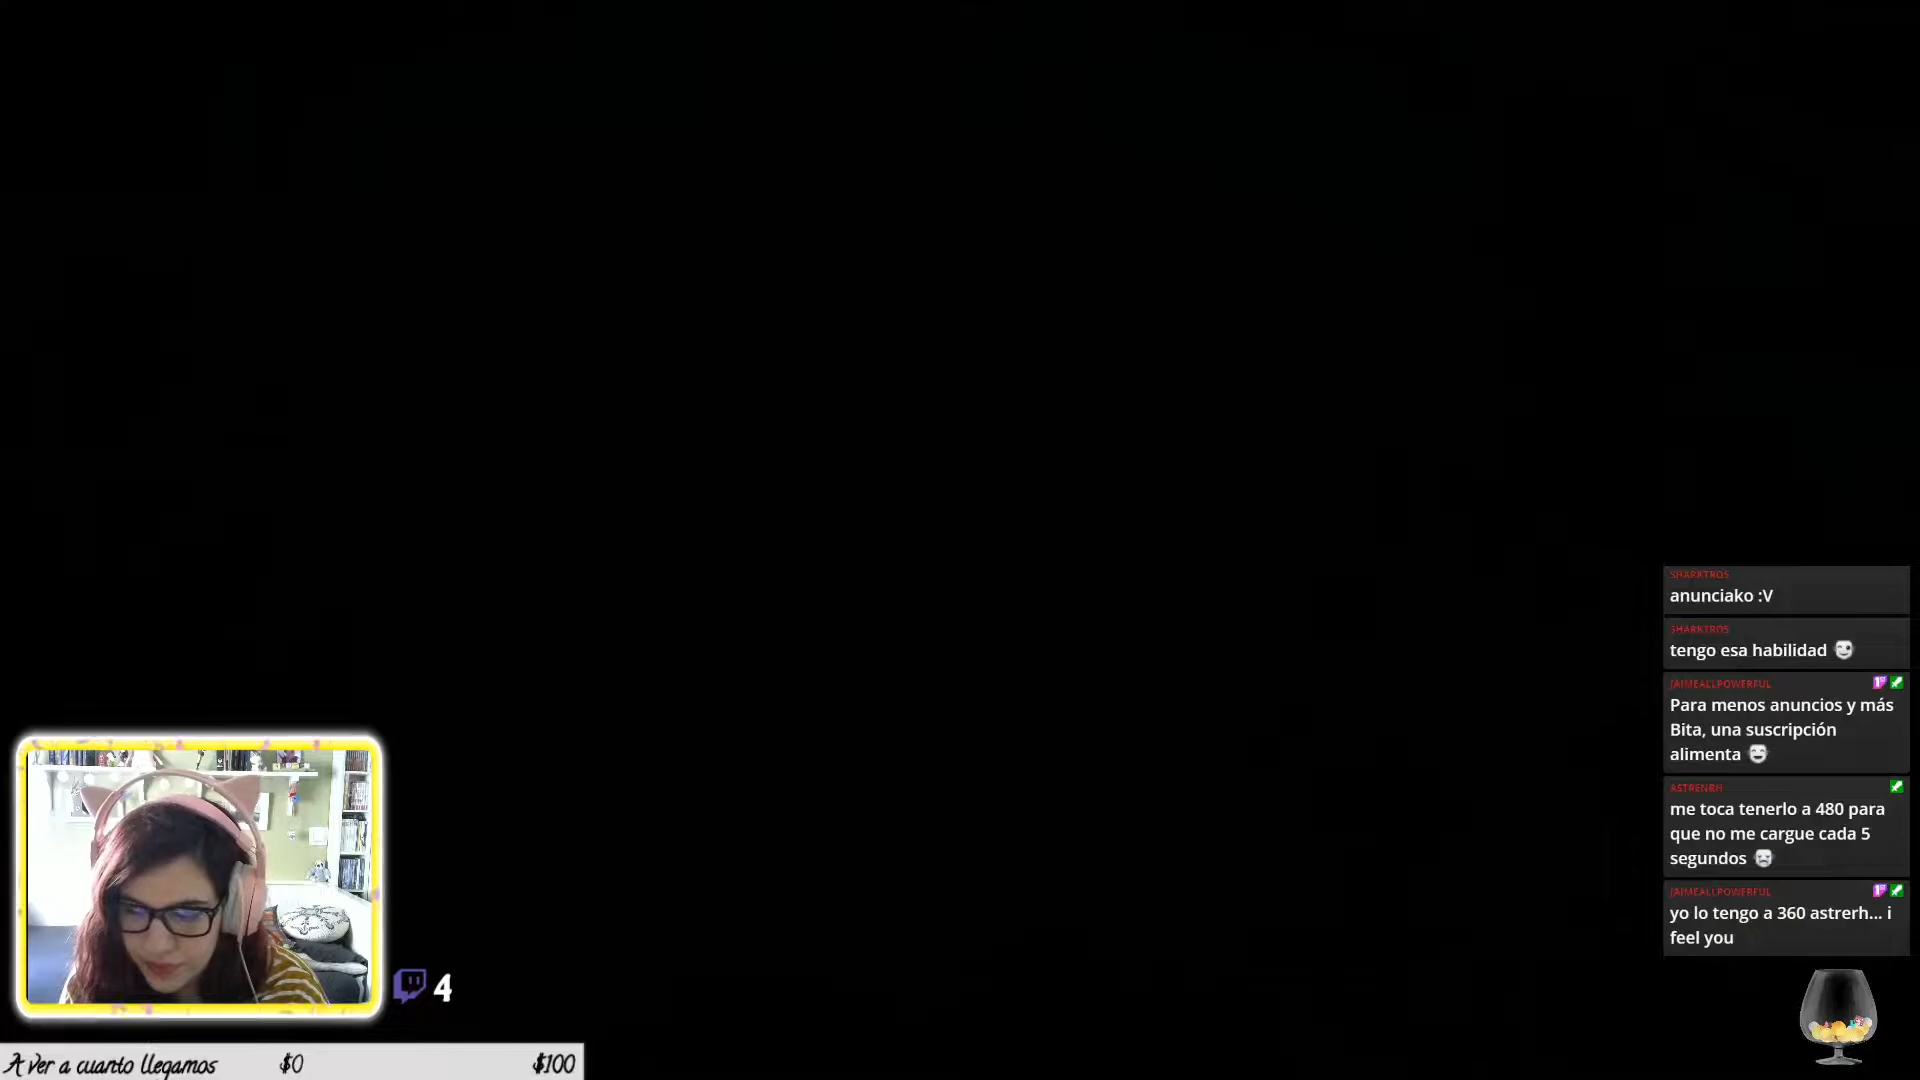 SHARKTROS
anunciako :V
SHARKTROS
tengo esa habilidad
JAIMEALLPOWERFUL
Para menos anuncios y más
Bita, una suscripción
alimenta
ASTRENRH
me toca tenerlo a 480 para
que no me cargue cada 5
segundos
JAIMEALLPOWERFUL
yo lo tengo a 360 astrerh... i
feel you
4
A ver a cuanto llegamos $0 $100